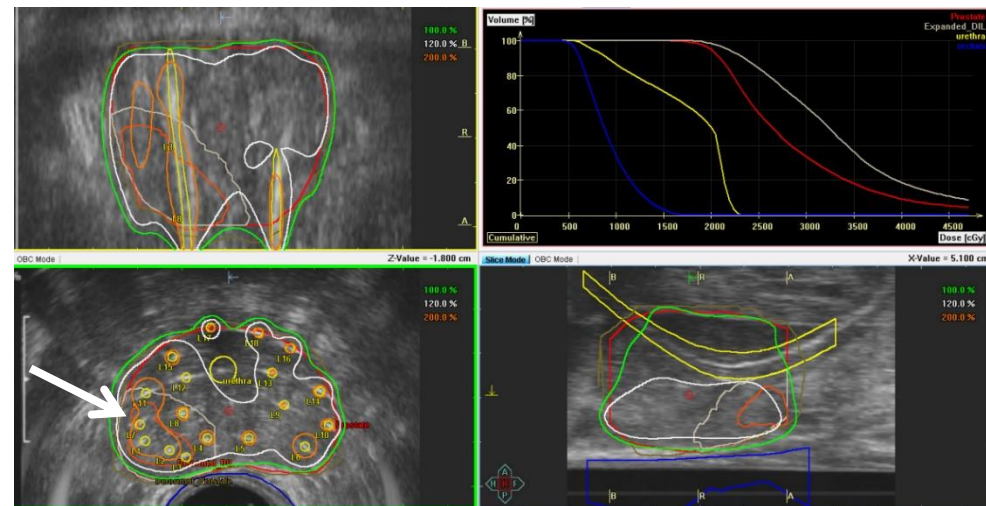 100.0 %
120.0 %
200.0 %
B
R
A
L8
Volume [%]
Prostate
Expanded_DIL
urethra
100
80
60
40
20
0
0 500 1000 1500 2000 2500 3000 3500 4000 4500
Cumulative
Dose [cGy]
OBC Mode
Z-Value = -1.800 cm
Slice Mode
OBC Mode
X-Value = 5.100 cm
100.0 %
120.0 %
200.0 %
L17
L18
L16
L15
L12
urethra
L13
L14
L11
L9
L8
L7
L10
L1
L4
L5
L2
L3
L6
B
R
A
100.0 %
120.0 %
200.0 %
H
R
F
P
B
R
A